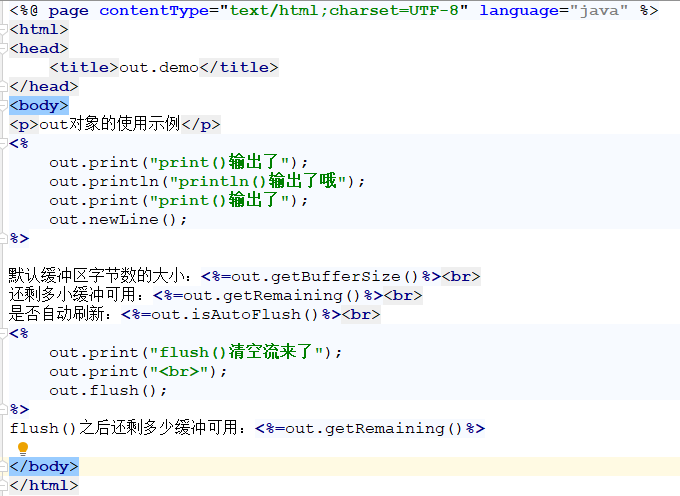 <%@ page contentType="text/html;charset=UTF-8" language="java" %>
<html>
<head>
    <title>out.demo</title>
</head>
<body>
<p>out对象的使用示例</p>
<%
    out.print("print()输出了");
    out.println("println()输出了哦");
    out.print("print()输出了");
    out.newLine();
%>

默认缓冲区字节数的大小：<%=out.getBufferSize()%><br>
还剩多小缓冲可用：<%=out.getRemaining()%><br>
是否自动刷新：<%=out.isAutoFlush()%><br>
<%
    out.print("flush()清空流来了");
    out.print("<br>");
    out.flush();
%>
flush()之后还剩多少缓冲可用：<%=out.getRemaining()%>

</body>
</html>